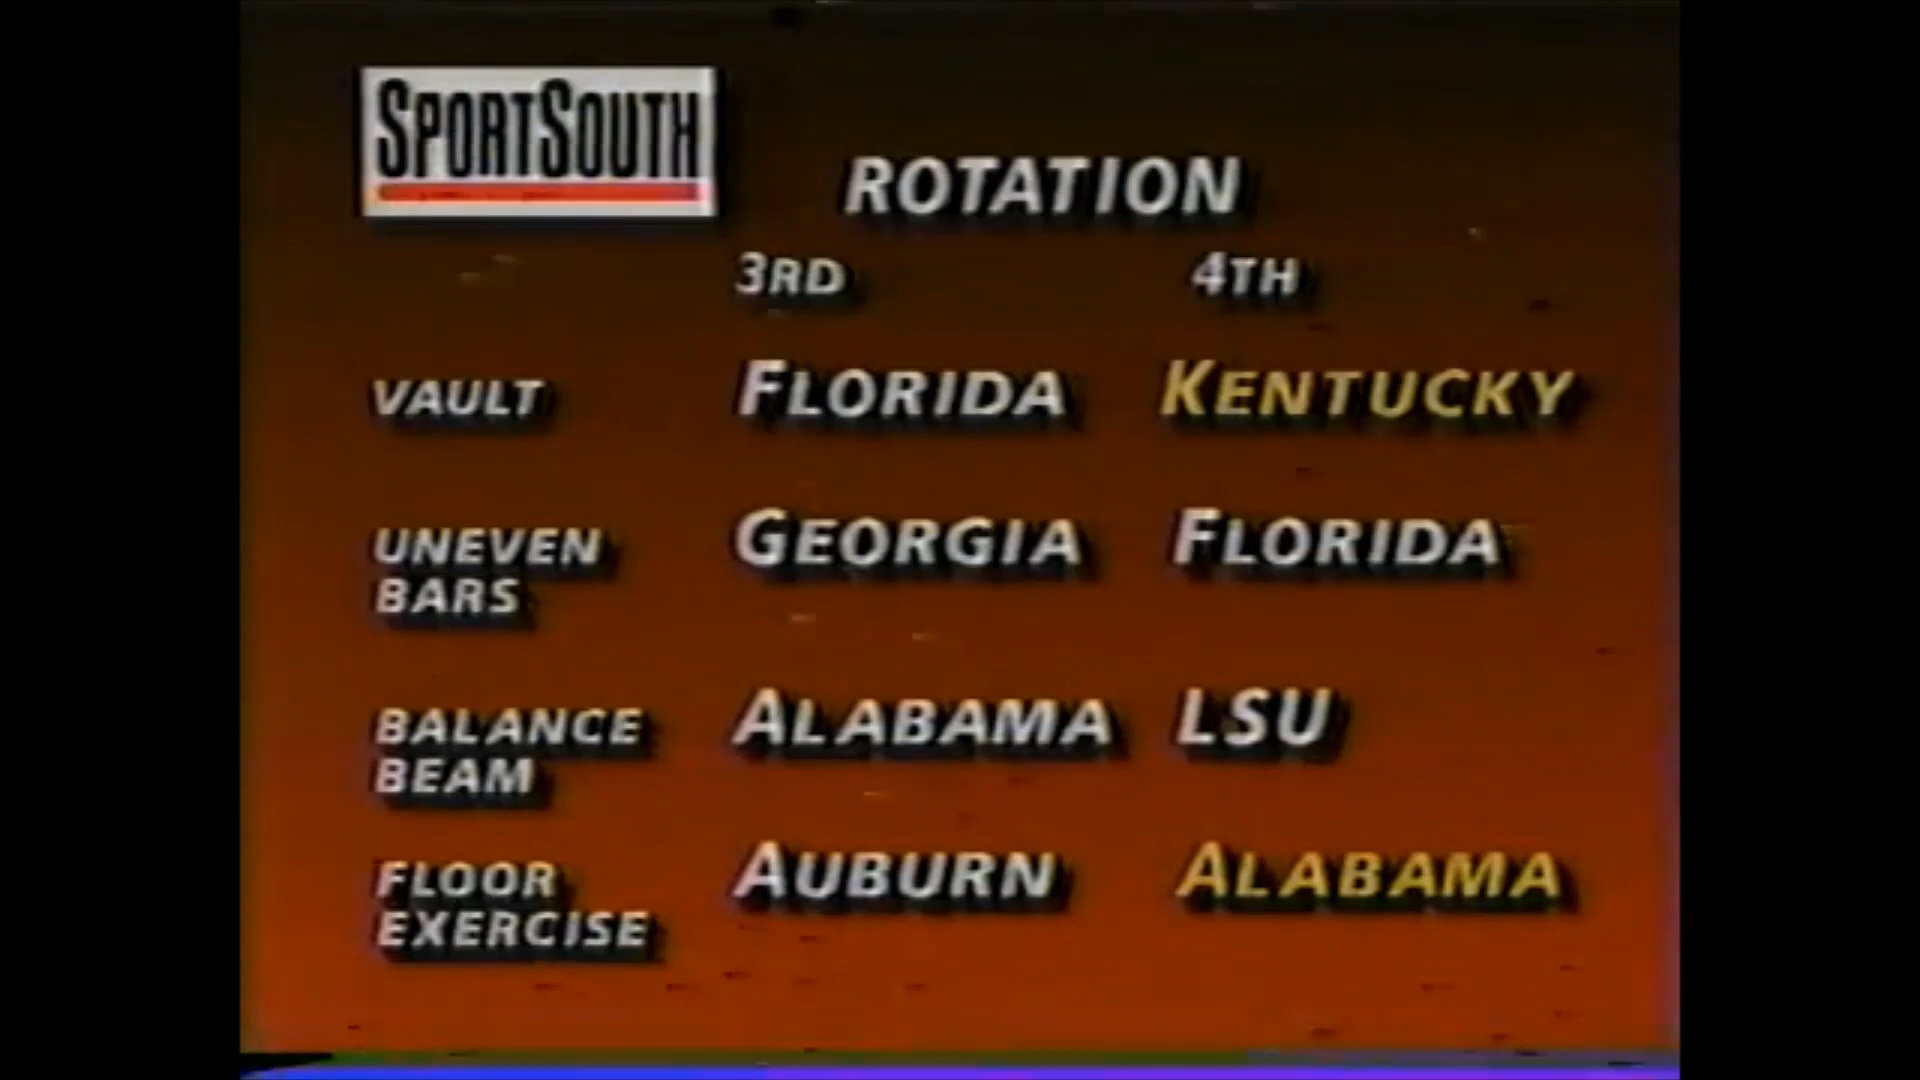 SPORTSOUTH
ROTATION
3RD 4TH
VAULT FLORIDA KENTUCKY
UNEVEN BARS GEORGIA FLORIDA
BALANCE BEAM ALABAMA LSU
FLOOR EXERCISE AUBURN ALABAMA